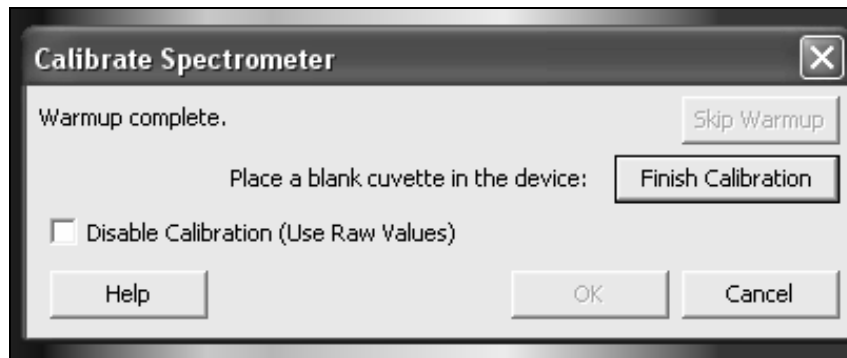 Calibrate Spectrometer
Warmup complete.
Skip Warmup
Place a blank cuvette in the device:
Finish Calibration
Disable Calibration (Use Raw Values)
Help
OK
Cancel